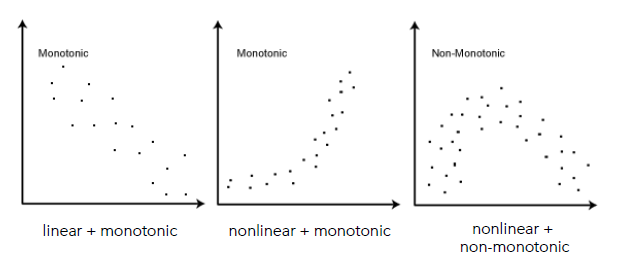 Monotonic
Monotonic
Non-Monotonic
linear + monotonic
nonlinear + monotonic
nonlinear +
non-monotonic